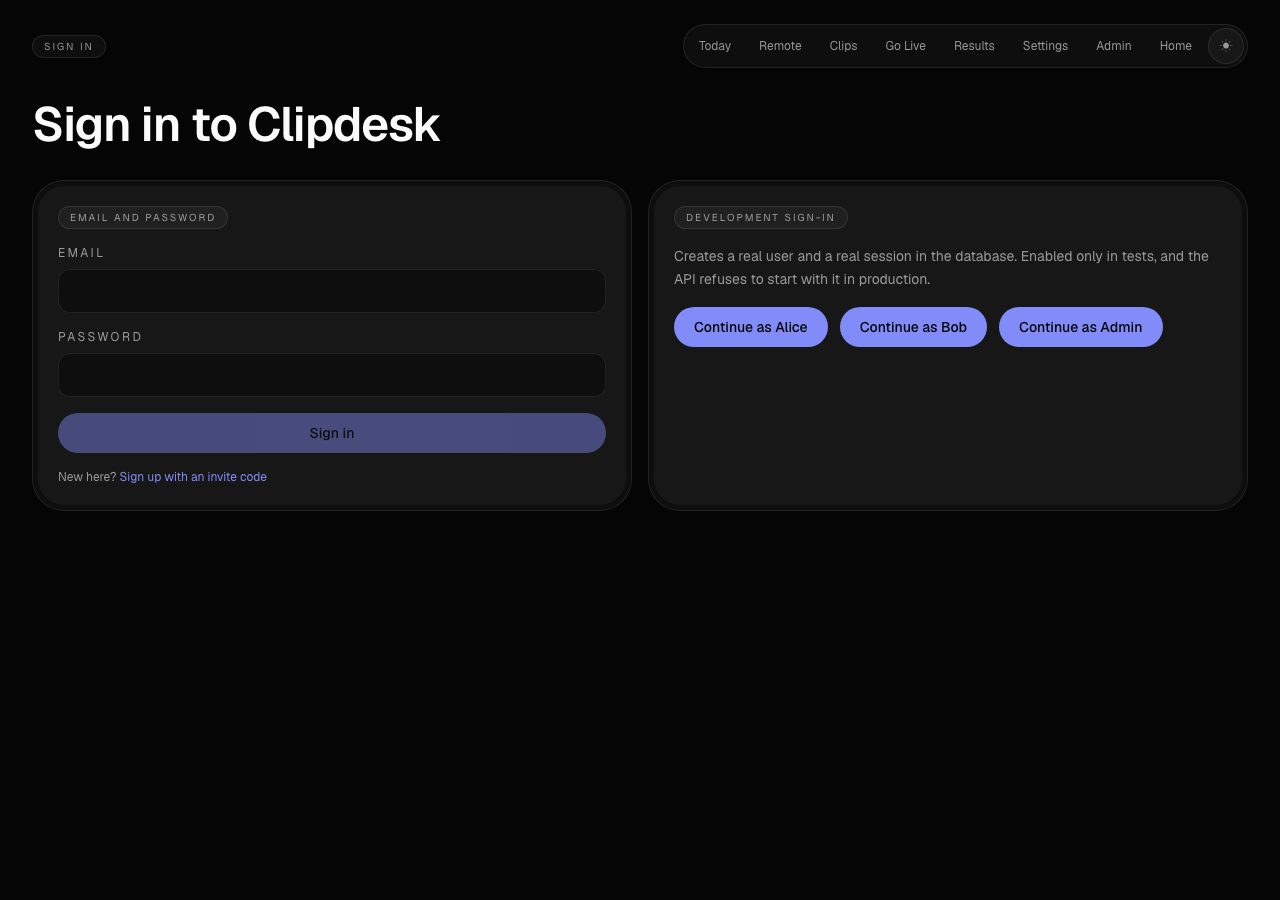 SIGN IN
Today Remote Clips Go Live Results Settings Admin Home
Sign in to Clipdesk
EMAIL AND PASSWORD
EMAIL
PASSWORD
Sign in
New here? Sign up with an invite code
DEVELOPMENT SIGN-IN
Creates a real user and a real session in the database. Enabled only in tests, and the
API refuses to start with it in production.
Continue as Alice Continue as Bob Continue as Admin